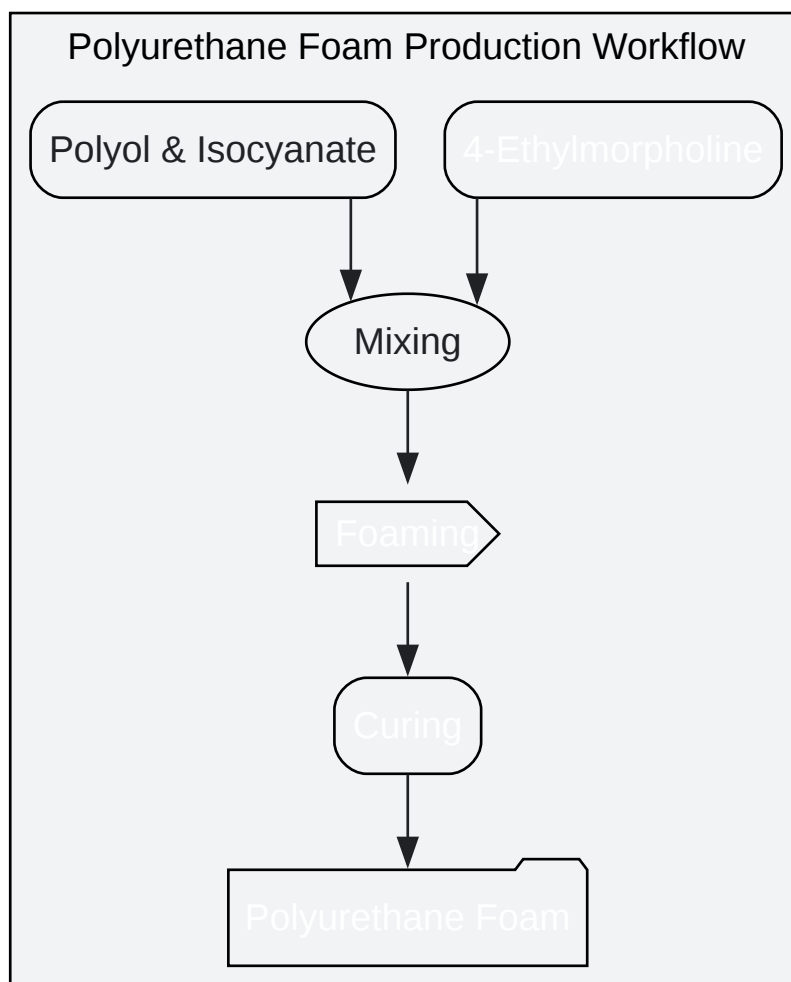 Polyurethane Foam Production Workflow
Polyol & Isocyanate
4-Ethylmorpholine
Mixing
Foaming
Curing
Polyurethane Foam